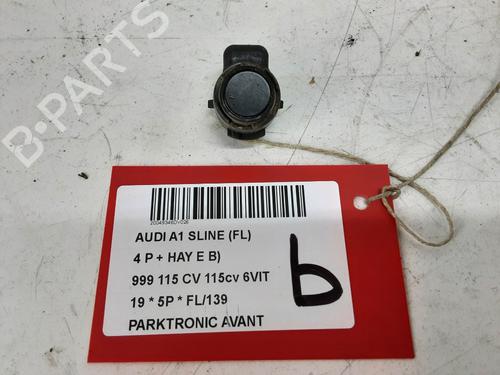 B-PARTS
AUDI A1 SLINE (FL)
4 P + HAY E B)
999 115 CV 115cv 6VIT
19 * 5P * FL/139
PARKTRONIC AVANT
b